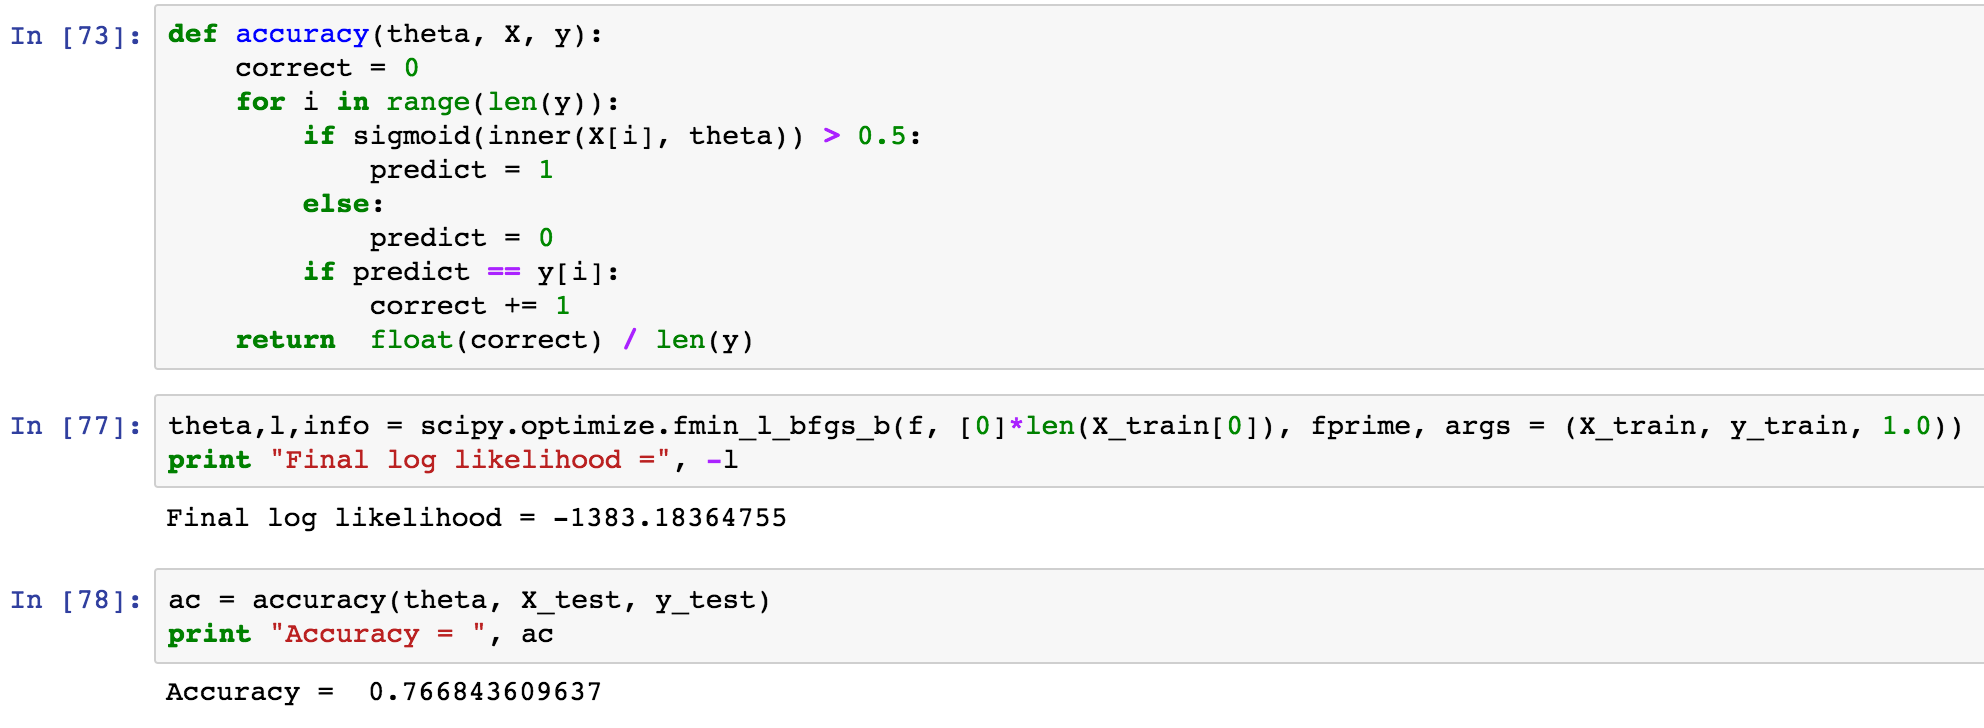 In [73]: def accuracy(theta, X, y):
    correct = 0
    for i in range(len(y)):
        if sigmoid(inner(X[i], theta)) > 0.5:
            predict = 1
        else:
            predict = 0
        if predict == y[i]:
            correct += 1
    return  float(correct) / len(y)
In [77]: theta,l,info = scipy.optimize.fmin_l_bfgs_b(f, [0]*len(X_train[0]), fprime, args = (X_train, y_train, 1.0))
print "Final log likelihood =", -l
Final log likelihood = -1383.18364755
In [78]: ac = accuracy(theta, X_test, y_test)
print "Accuracy = ", ac
Accuracy =  0.766843609637